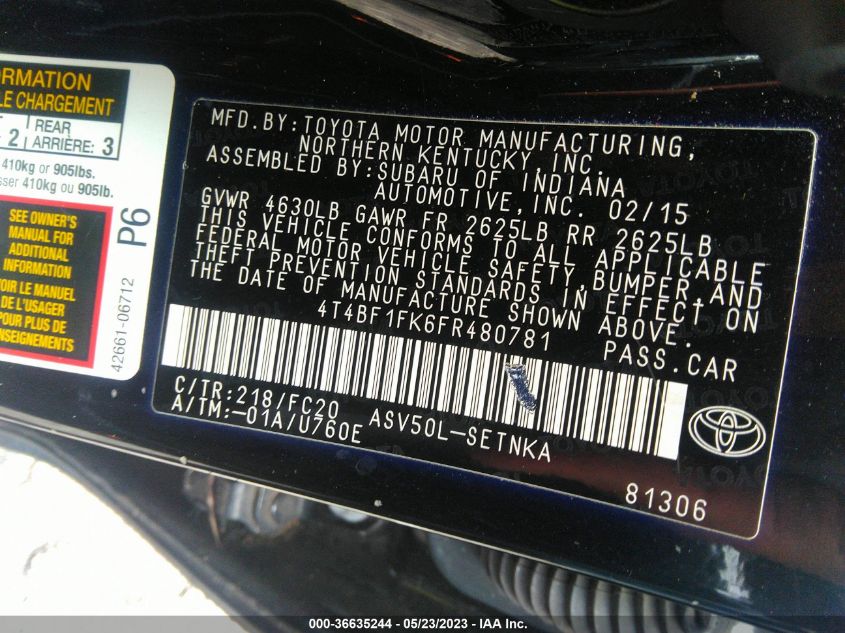 ORMATION
LE CHARGEMENT
2 REAR
ARRIÈRE: 3
410kg or 905lbs.
sser 410kg ou 905lb.
SEE OWNER'S
MANUAL FOR
ADDITIONAL
INFORMATION
OIR LE MANUEL
DE L'USAGER
POUR PLUS DE
NSEIGNEMENTS
P6
42661-06712
MFD.BY:TOYOTA MOTOR MANUFACTURING,
NORTHERN KENTUCKY,INC.
ASSEMBLED BY:SUBARU OF INDIANA
AUTOMOTIVE,INC. 02/15
GVWR 4630LB GAWR FR 2625LB RR 2625LB
THIS VEHICLE CONFORMS TO ALL APPLICABLE
FEDERAL MOTOR VEHICLE SAFETY,BUMPER,AND
THEFT PREVENTION STANDARDS IN EFFECT ON
THE DATE OF MANUFACTURE SHOWN ABOVE.
4T4BF1FK6FR480781 PASS.CAR
C/TR:218/FC20 ASV50L-SETNKA
A/TM:-01A/U760E
81306
000-36635244 / 05/23/2023 - IAA Inc.